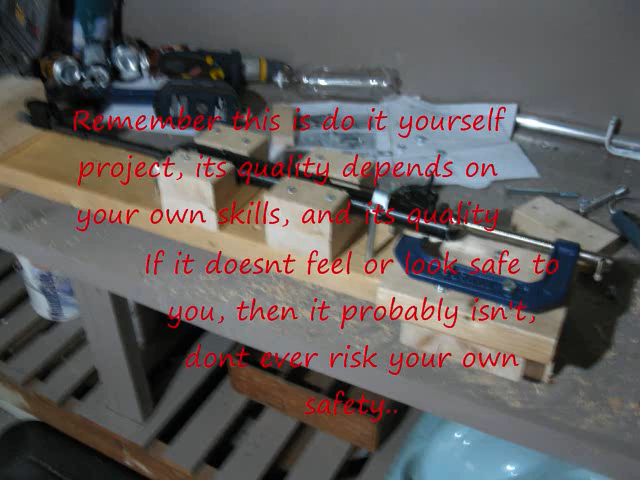 Remember this is do it yourself
project, its quality depends on
your own skills, and its quality
If it doesnt feel or look safe to
you, then it probably isn't,
dont ever risk your own
safety..